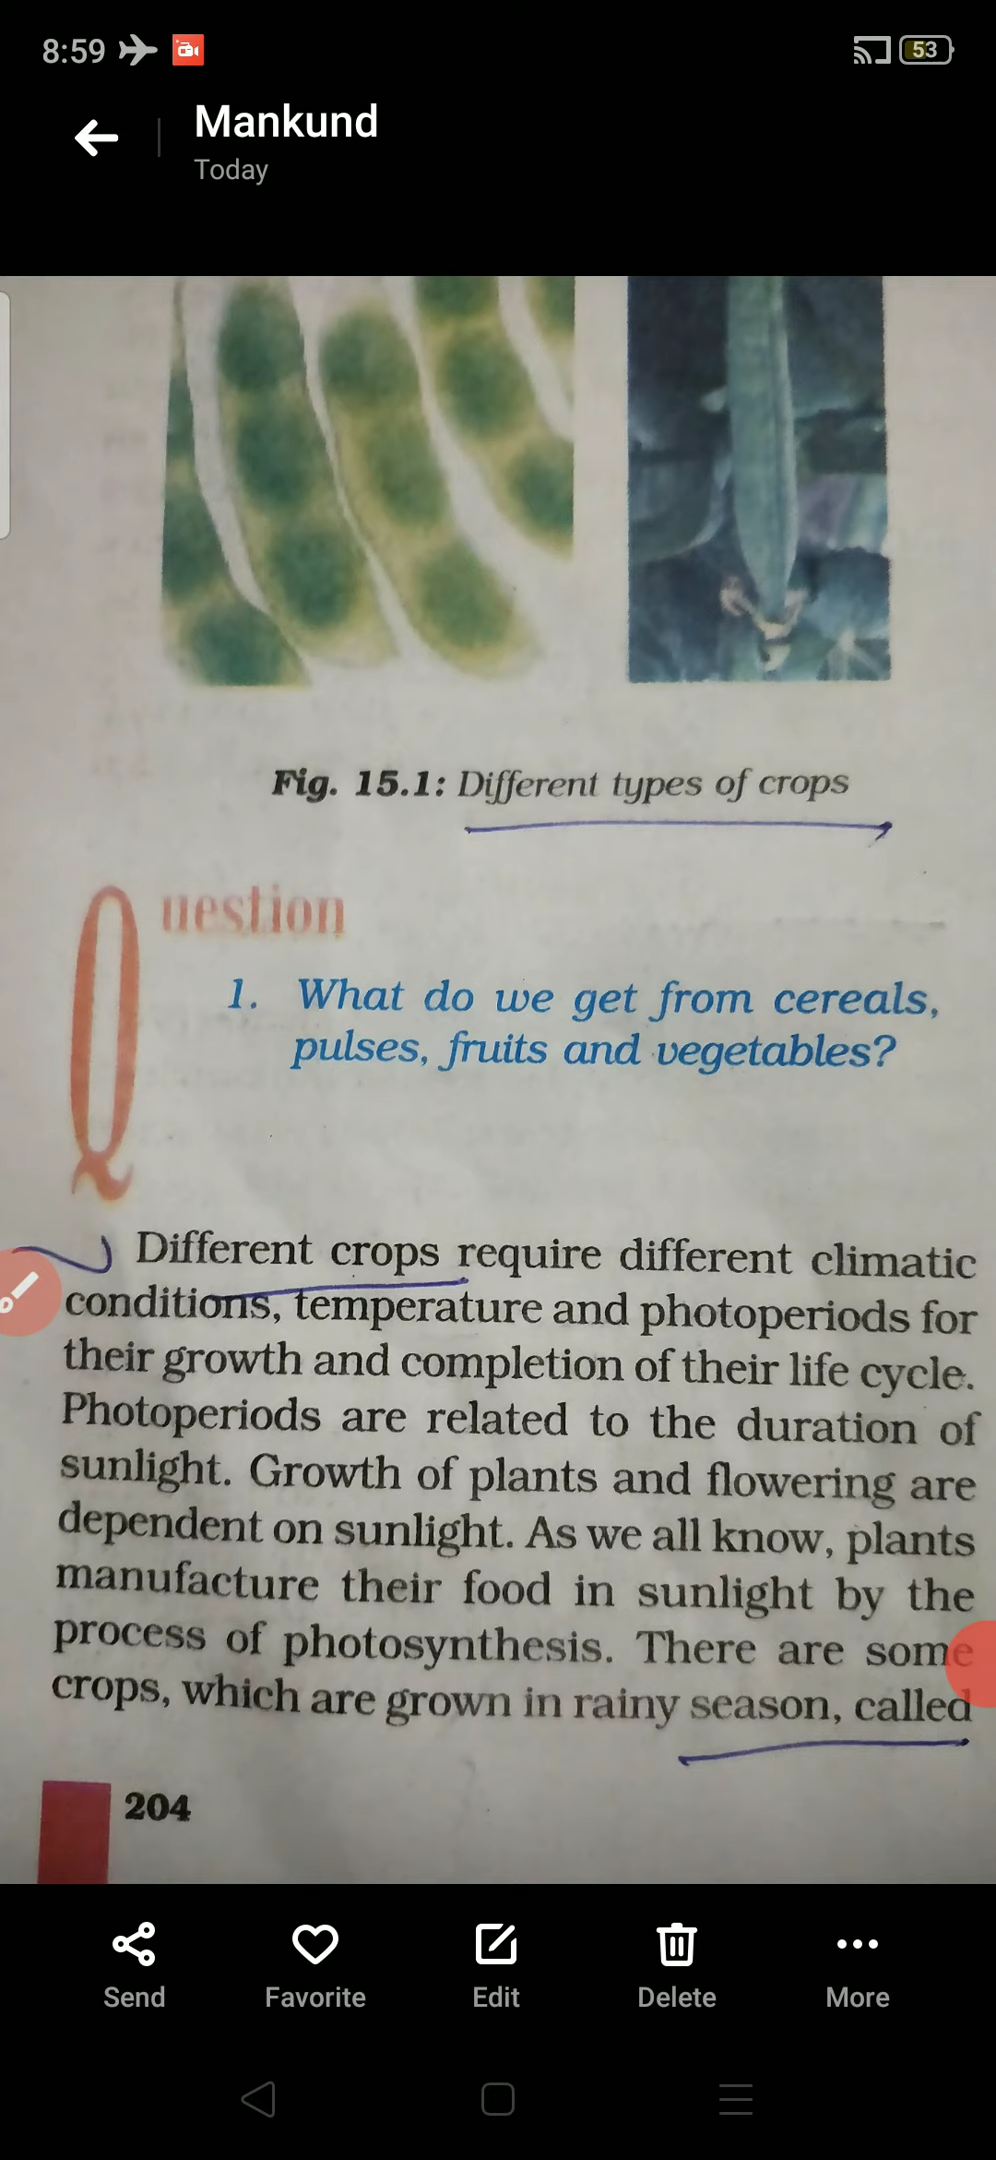 8:59
53
Mankund
Today
Fig. 15.1: Different types of crops
Question
1. What do we get from cereals,
pulses, fruits and vegetables?
Different crops require different climatic
conditions, temperature and photoperiods for
their growth and completion of their life cycle.
Photoperiods are related to the duration of
sunlight. Growth of plants and flowering are
dependent on sunlight. As we all know, plants
manufacture their food in sunlight by the
process of photosynthesis. There are some
crops, which are grown in rainy season, called
204
Send Favorite Edit Delete More